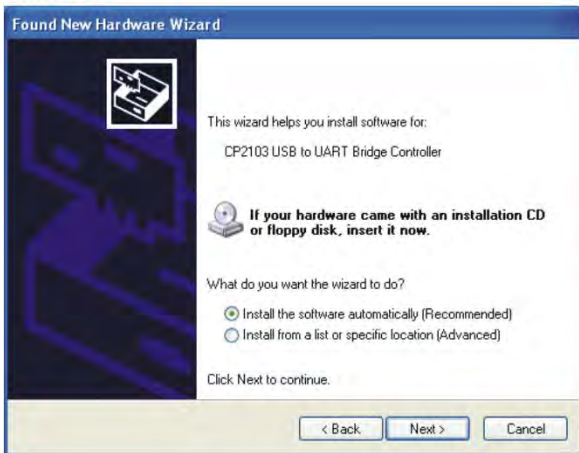 Found New Hardware Wizard
This wizard helps you install software for:
CP2103 USB to UART Bridge Controller
If your hardware came with an installation CD
or floppy disk, insert it now.
What do you want the wizard to do?
Install the software automatically (Recommended)
Install from a list or specific location (Advanced)
Click Next to continue.
< Back Next > Cancel